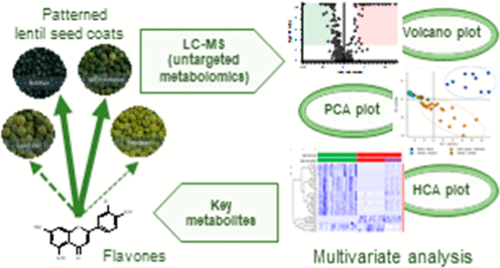 Patterned
lentil seed coats
LC-MS
(untargeted
metabolomics)
Volcano plot
PCA plot
HCA plot
Key
metabolites
Flavones
Multivariate analysis